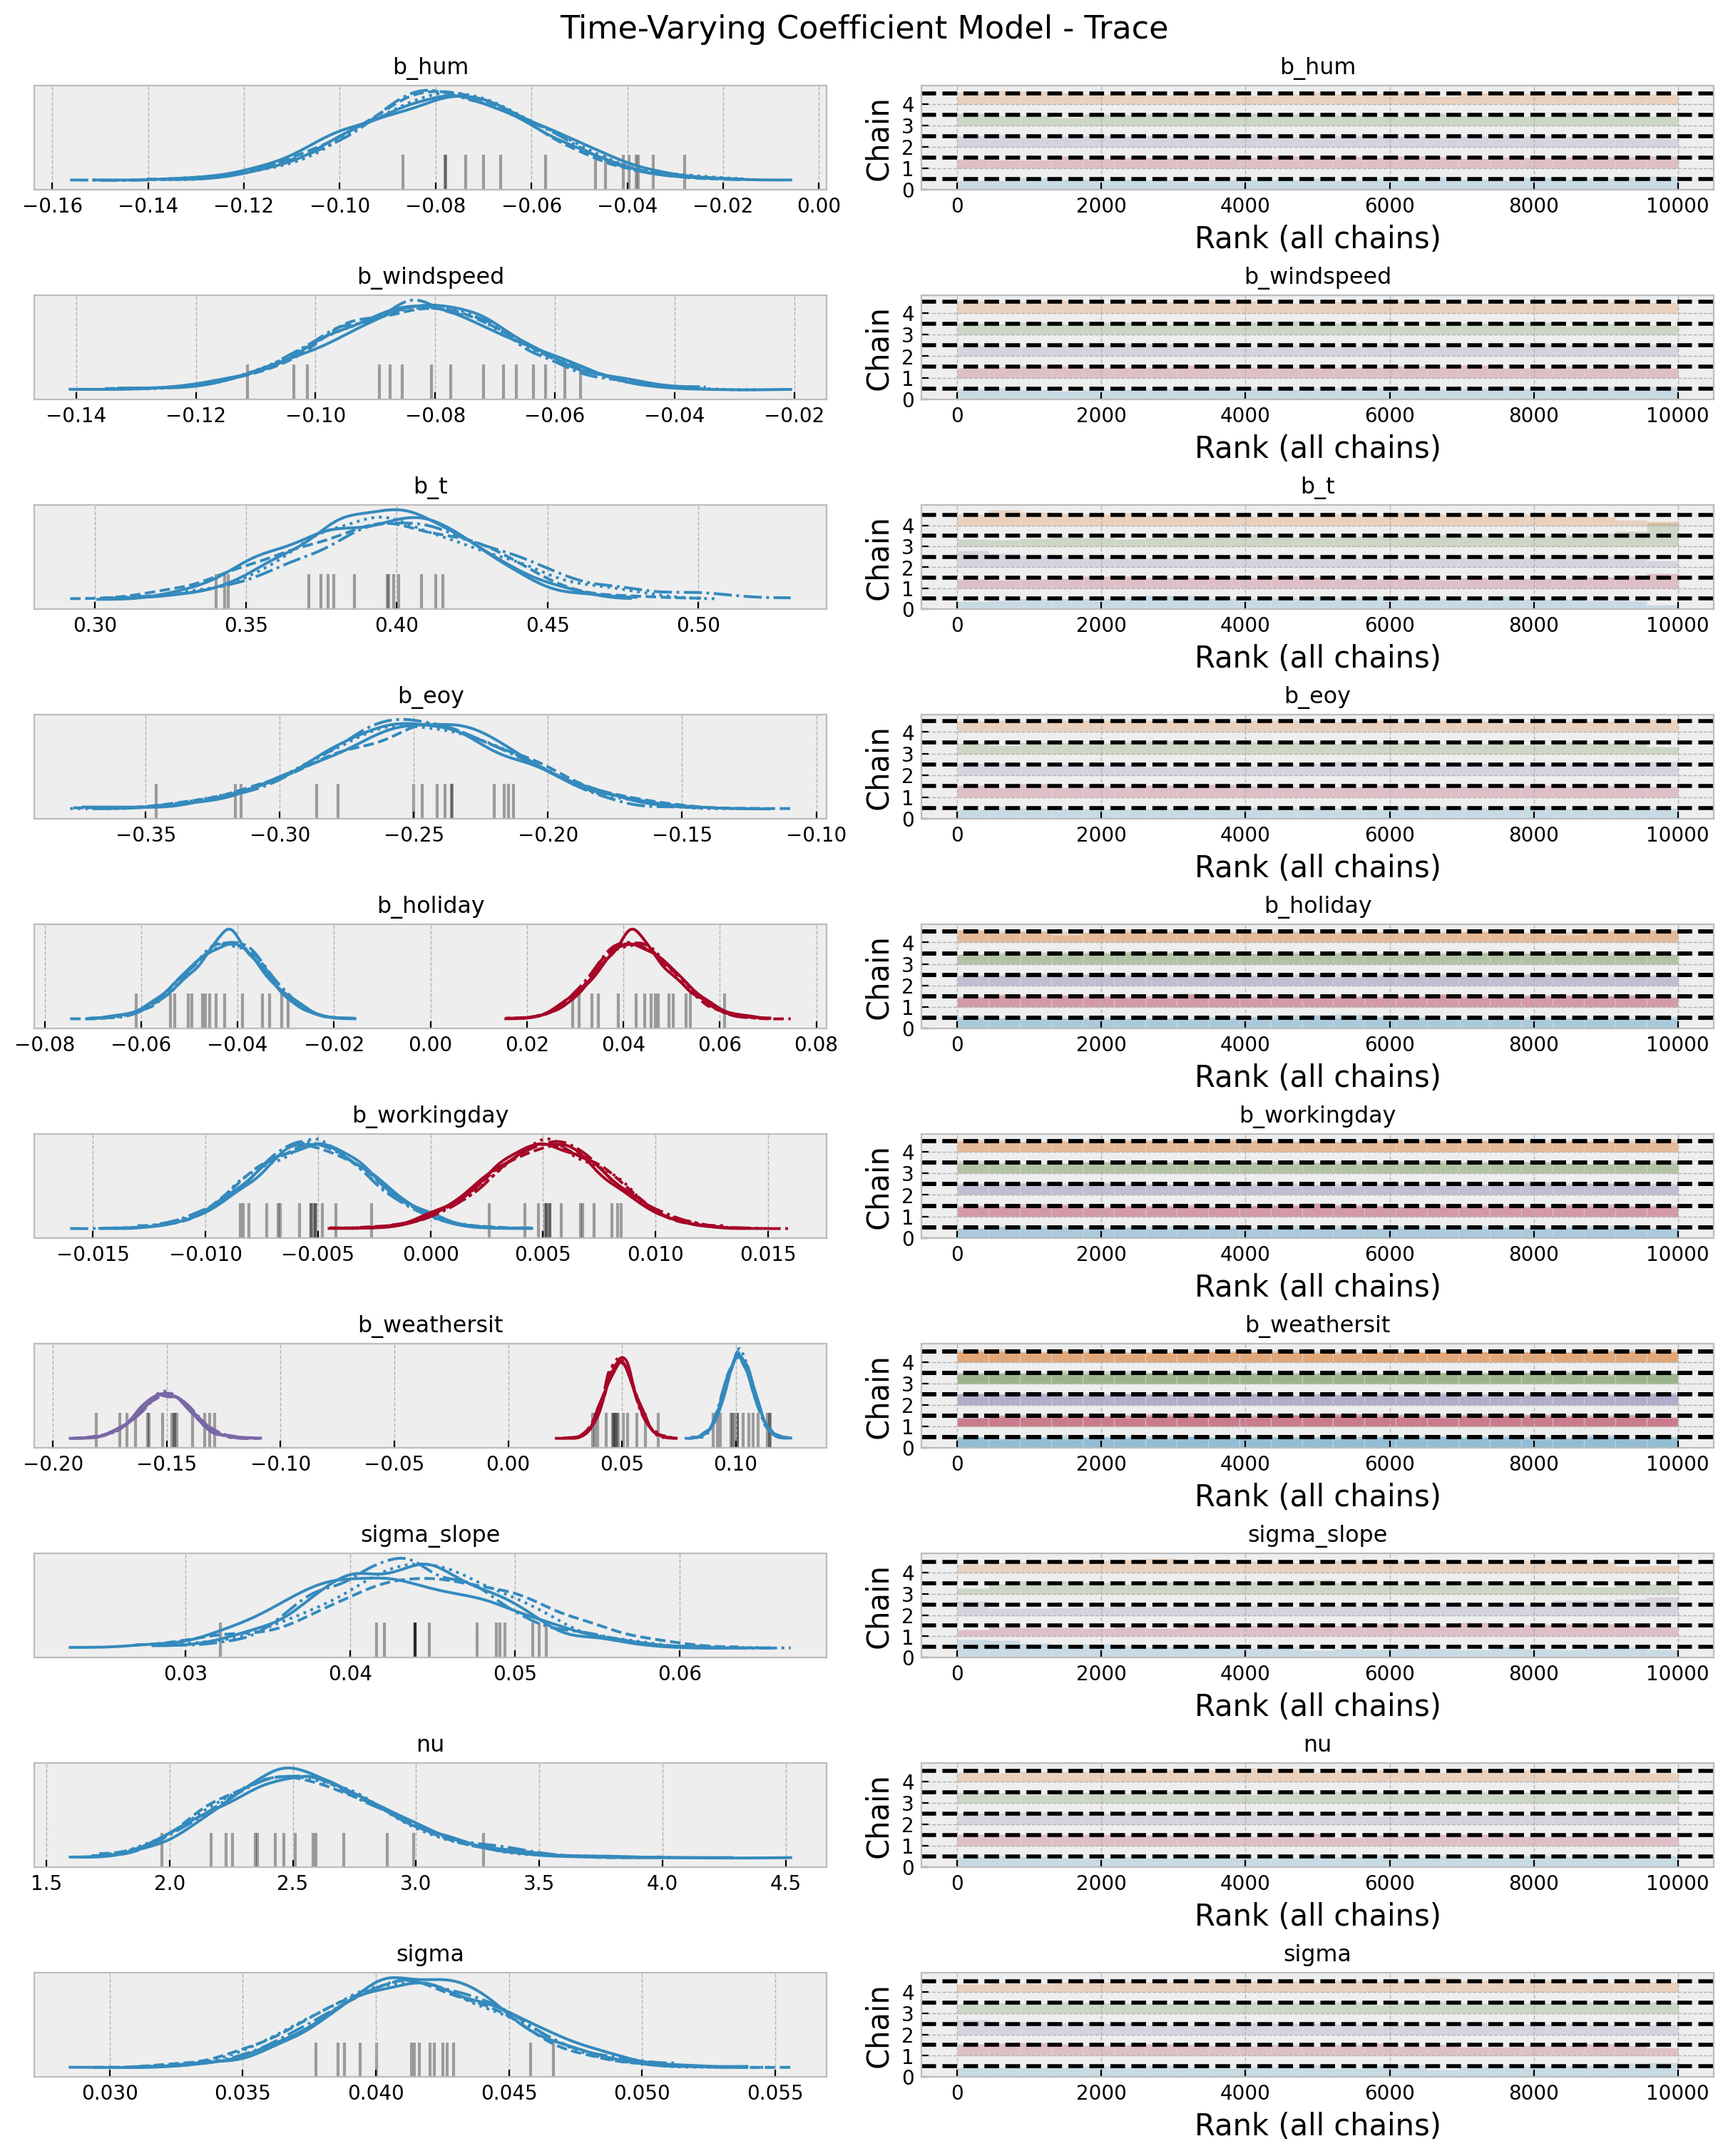 Time-Varying Coefficient Model - Trace
b_hum
−0.16 −0.14 −0.12 −0.10 −0.08 −0.06 −0.04 −0.02 0.00
b_hum
Chain
4
3
2
1
0
0 2000 4000 6000 8000 10000
Rank (all chains)
b_windspeed
−0.14 −0.12 −0.10 −0.08 −0.06 −0.04 −0.02
b_windspeed
Chain
4
3
2
1
0
0 2000 4000 6000 8000 10000
Rank (all chains)
b_t
0.30 0.35 0.40 0.45 0.50
b_t
Chain
4
3
2
1
0
0 2000 4000 6000 8000 10000
Rank (all chains)
b_eoy
−0.35 −0.30 −0.25 −0.20 −0.15 −0.10
b_eoy
Chain
4
3
2
1
0
0 2000 4000 6000 8000 10000
Rank (all chains)
b_holiday
−0.08 −0.06 −0.04 −0.02 0.00 0.02 0.04 0.06 0.08
b_holiday
Chain
4
3
2
1
0
0 2000 4000 6000 8000 10000
Rank (all chains)
b_workingday
−0.015 −0.010 −0.005 0.000 0.005 0.010 0.015
b_workingday
Chain
4
3
2
1
0
0 2000 4000 6000 8000 10000
Rank (all chains)
b_weathersit
−0.20 −0.15 −0.10 −0.05 0.00 0.05 0.10
b_weathersit
Chain
4
3
2
1
0
0 2000 4000 6000 8000 10000
Rank (all chains)
sigma_slope
0.03 0.04 0.05 0.06
sigma_slope
Chain
4
3
2
1
0
0 2000 4000 6000 8000 10000
Rank (all chains)
nu
1.5 2.0 2.5 3.0 3.5 4.0 4.5
nu
Chain
4
3
2
1
0
0 2000 4000 6000 8000 10000
Rank (all chains)
sigma
0.030 0.035 0.040 0.045 0.050 0.055
sigma
Chain
4
3
2
1
0
0 2000 4000 6000 8000 10000
Rank (all chains)